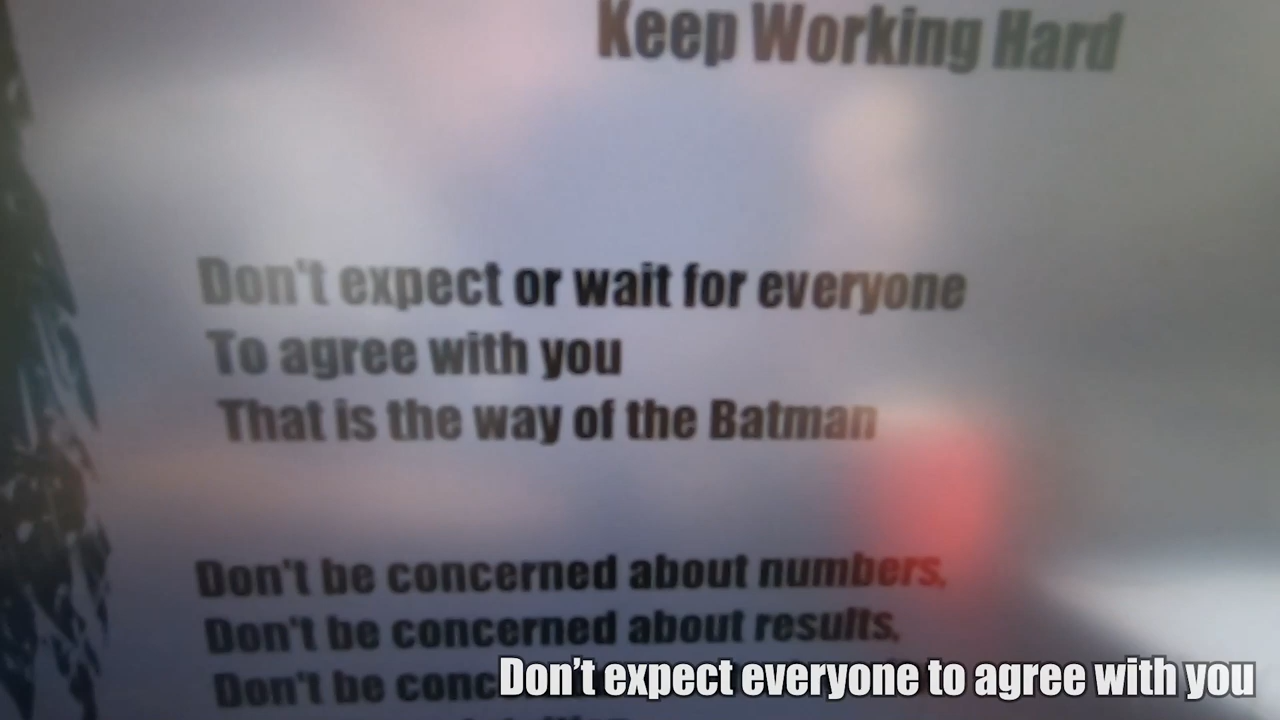 Keep Working Hard
Don't expect or wait for everyone
To agree with you
That is the way of the Batman
Don't be concerned about numbers,
Don't be concerned about results,
Don't be
Don't expect everyone to agree with you